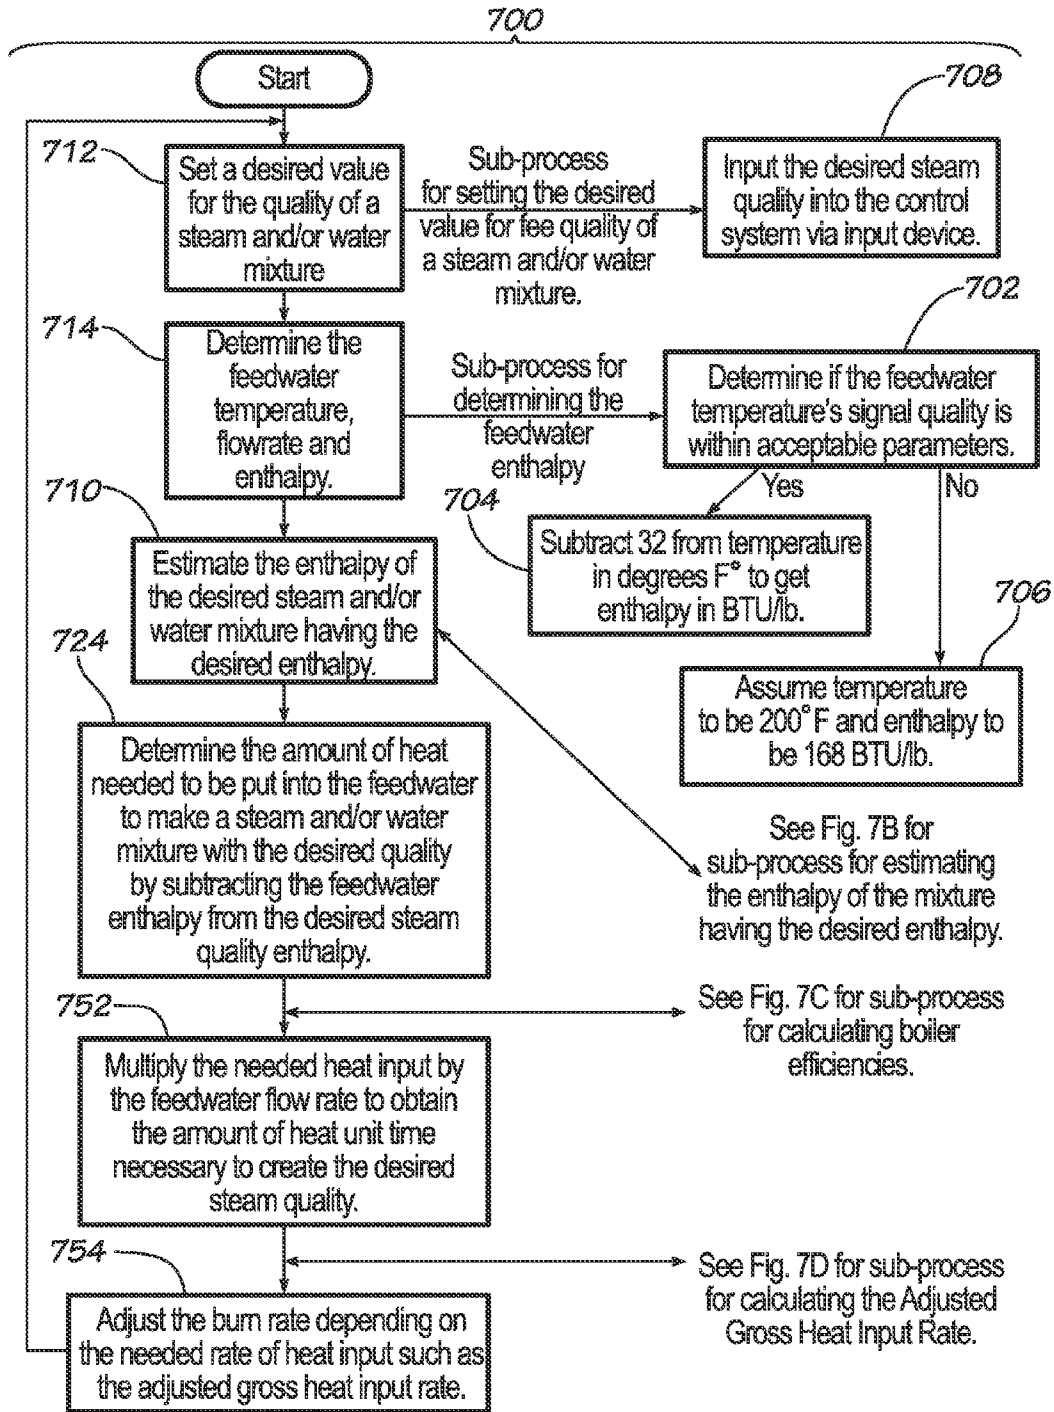 700
Start
708
712
Set a desired value
for the quality of a
steam and/or water
mixture
Sub-process
for setting the desired
value for fee quality of
a steam and/or water
mixture.
Input the desired steam
quality into the control
system via input device.
702
714
Determine the
feedwater
temperature,
flowrate and
enthalpy.
Sub-process for
determining the
feedwater
enthalpy
Determine if the feedwater
temperature's signal quality is
within acceptable parameters.
Yes
No
710
704
Subtract 32 from temperature
in degrees F° to get
enthalpy in BTU/lb.
Estimate the enthalpy of
the desired steam and/or
water mixture having the
desired enthalpy.
706
Assume temperature
to be 200° F and enthalpy to
be 168 BTU/lb.
724
Determine the amount of heat
needed to be put into the feedwater
to make a steam and/or water
mixture with the desired quality
by subtracting the feedwater
enthalpy from the desired steam
quality enthalpy.
See Fig. 7B for
sub-process for estimating
the enthalpy of the mixture
having the desired enthalpy.
752
See Fig. 7C for sub-process
for calculating boiler
efficiencies.
Multiply the needed heat input by
the feedwater flow rate to obtain
the amount of heat unit time
necessary to create the desired
steam quality.
754
See Fig. 7D for sub-process
for calculating the Adjusted
Gross Heat Input Rate.
Adjust the burn rate depending on
the needed rate of heat input such as
the adjusted gross heat input rate.